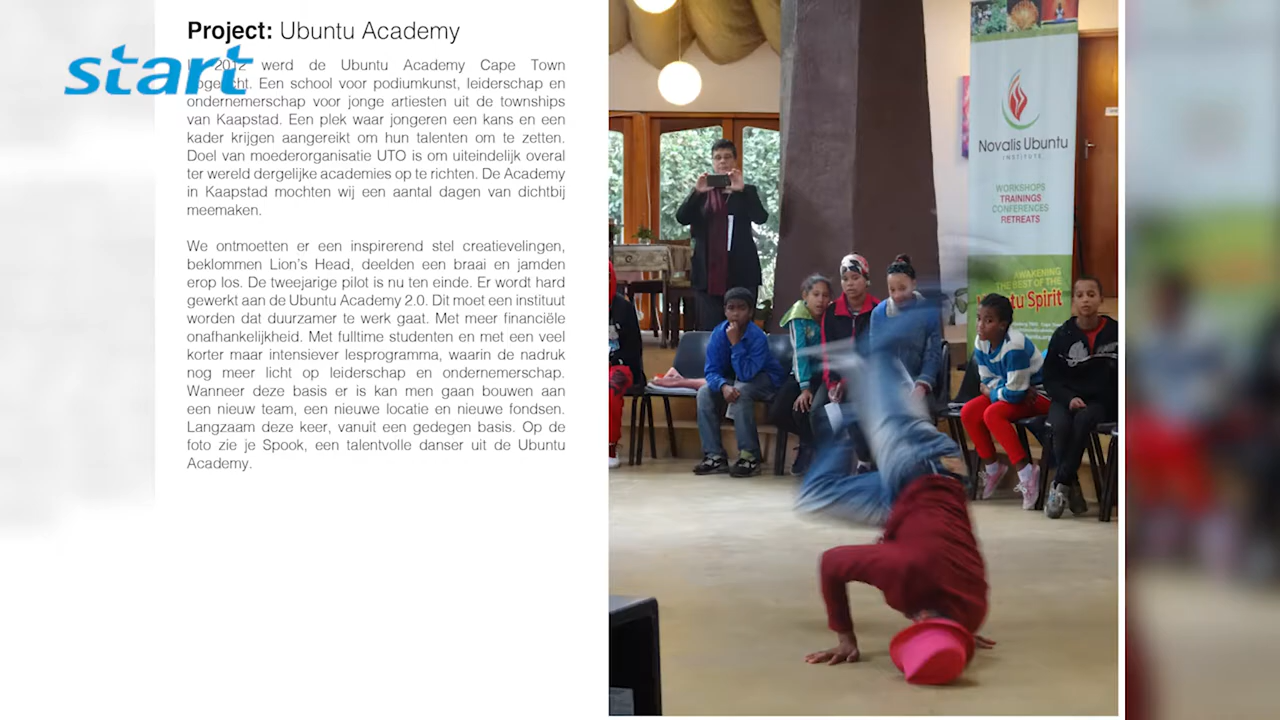 Project: Ubuntu Academy
start
2012 werd de Ubuntu Academy Cape Town
Een school voor podiumkunst, leiderschap en
ondernemerschap voor jonge artiesten uit de townships
van Kaapstad. Een plek waar jongeren een kans en een
kader krijgen aangereikt om hun talenten om te zetten.
Doel van moederorganisatie UTO is om uiteindelijk overal
ter wereld dergelijke academies op te richten. De Academy
in Kaapstad mochten wij een aantal dagen van dichtbij
meemaken.
We ontmoetten er een inspirerend stel creatievelingen,
beklommen Lion's Head, deelden een braai en jamden
erop los. De tweejarige pilot is nu ten einde. Er wordt hard
gewerkt aan de Ubuntu Academy 2.0. Dit moet een instituut
worden dat duurzamer te werk gaat. Met meer financiële
onafhankelijkheid. Met fulltime studenten en met een veel
korter maar intensiever lesprogramma, waarin de nadruk
nog meer licht op leiderschap en ondernemerschap.
Wanneer deze basis er is kan men gaan bouwen aan
een nieuw team, een nieuwe locatie en nieuwe fondsen.
Langzaam deze keer, vanuit een gedegen basis. Op de
foto zie je Spook, een talentvolle danser uit de Ubuntu
Academy.
Novalis Ubuntu
INSTITUTE
WORKSHOPS
TRAININGS
CONFERENCES
RETREATS
AWAKENING
THE BEST OF THE
Spirit